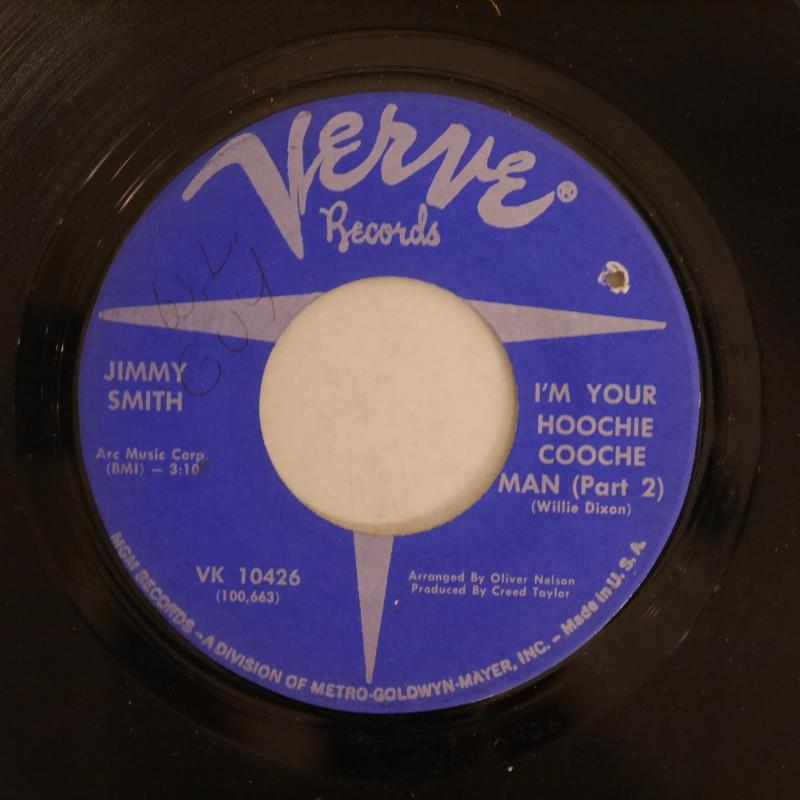 Verve®
Records
W.L.
GUY
JIMMY
SMITH
Arc Music Corp.
(BMI) — 3:10
I'M YOUR
HOOCHIE
COOCHE
MAN (Part 2)
(Willie Dixon)
VK 10426
(100,663)
Arranged By Oliver Nelson
Produced By Creed Taylor
MGM RECORDS – A DIVISION OF METRO-GOLDWYN-MAYER, INC. – Made in U. S. A.